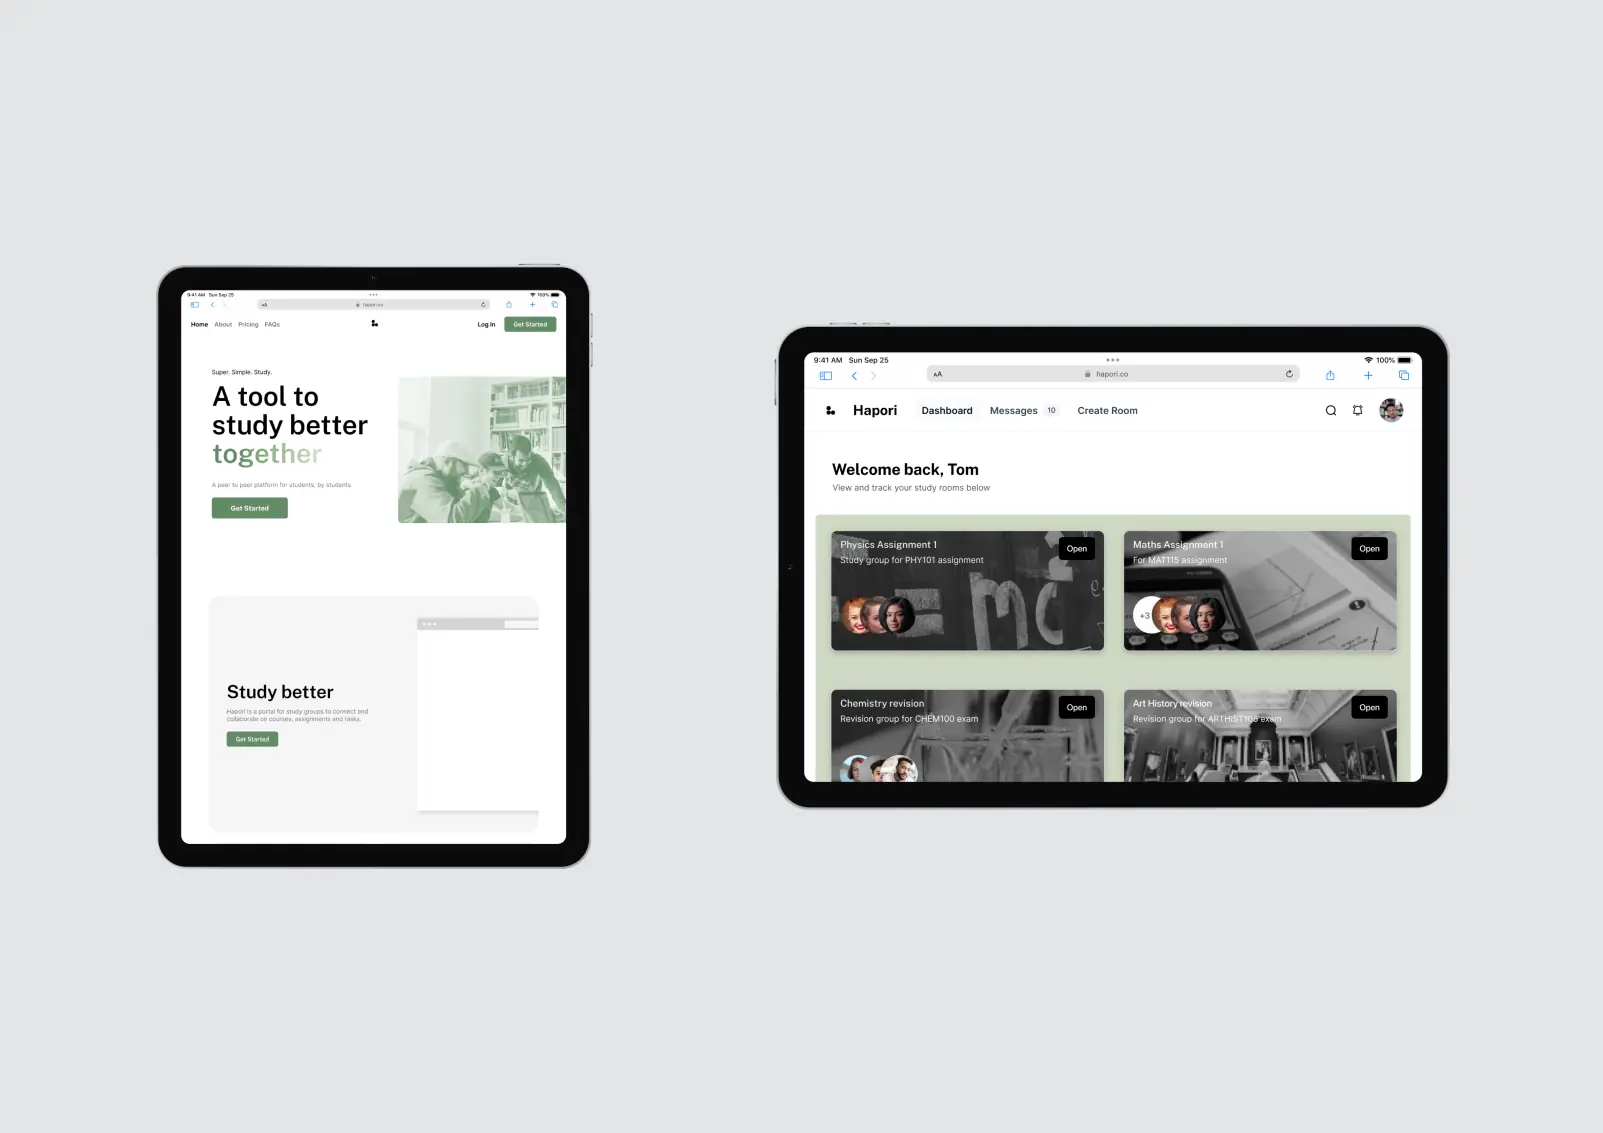 9:41 AM Sun Sep 25
100%
AA
hapori.co
Home About Pricing FAQs
Log in
Get Started
Super. Simple. Study.
A tool to
study better
together
A peer to peer platform for students, by students
Get Started
Study better
Hapori is a portal for study groups to connect and
collaborate on courses, assignments and tasks.
Get Started
9:41 AM Sun Sep 25
100%
AA
hapori.co
Hapori
Dashboard
Messages 10
Create Room
Welcome back, Tom
View and track your study rooms below
Physics Assignment 1
Study group for PHY101 assignment
Open
mc
Maths Assignment 1
For MAT115 assignment
Open
+3
Chemistry revision
Revision group for CHEM100 exam
Open
Art History revision
Revision group for ARTHIST106 exam
Open